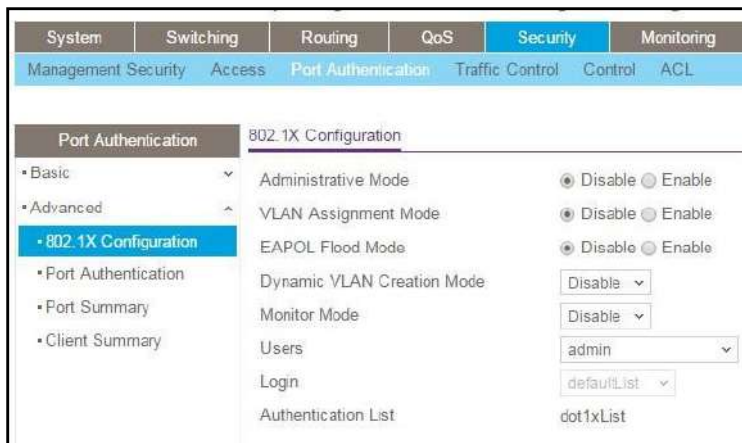 System Switching Routing QoS Security Monitoring
Management Security Access Port Authentication Traffic Control Control ACL
Port Authentication
Basic
Advanced
802.1X Configuration
Port Authentication
Port Summary
Client Summary
802.1X Configuration
Administrative Mode Disable Enable
VLAN Assignment Mode Disable Enable
EAPOL Flood Mode Disable Enable
Dynamic VLAN Creation Mode Disable
Monitor Mode Disable
Users admin
Login defaultList
Authentication List dot1xList